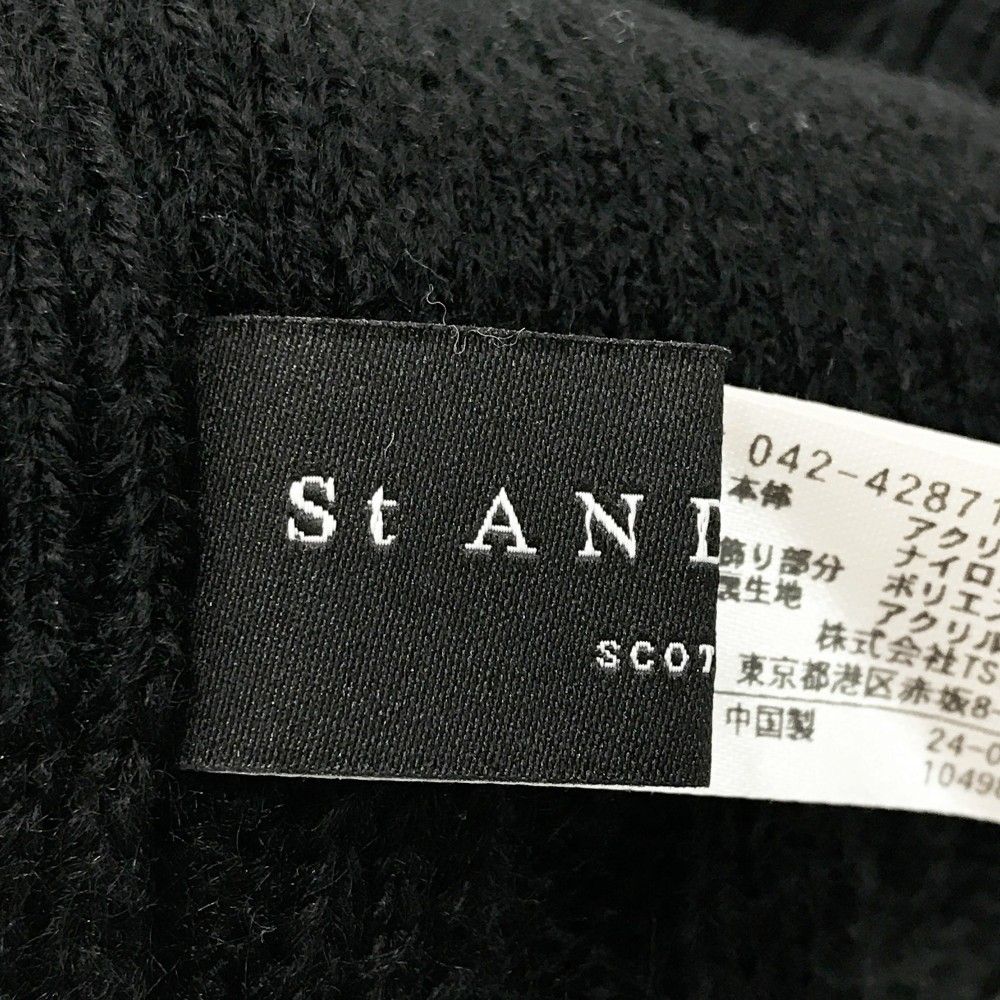 St AND
SCOT
042-42871
本体
アクリ
ナイロ
飾り部分
ポリエス
裏生地
アクリル
株式会社TS
東京都港区赤坂8-
中国製
24-0
10498